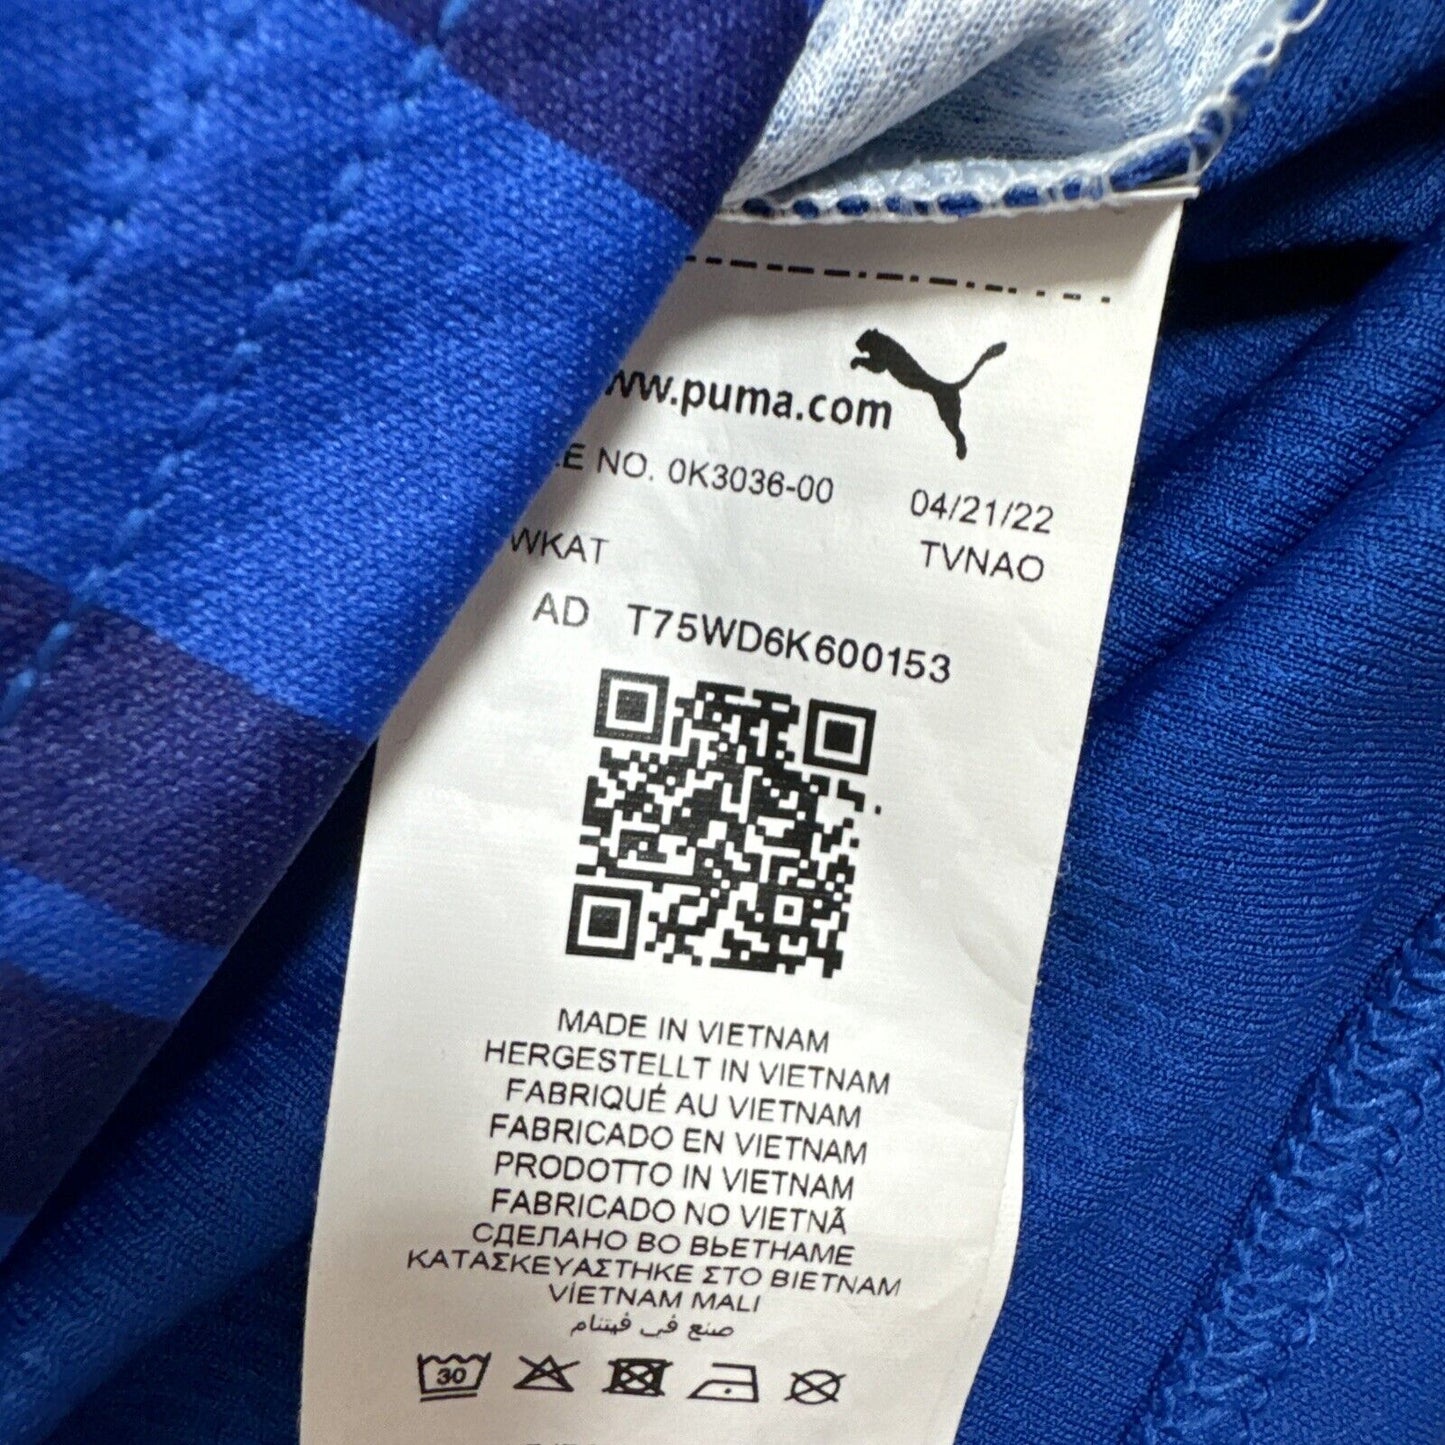 ww.puma.com
LE NO. 0K3036-00 04/21/22
WKAT TVNAO
AD T75WD6K600153
MADE IN VIETNAM
HERGESTELLT IN VIETNAM
FABRIQUÉ AU VIETNAM
FABRICADO EN VIETNAM
PRODOTTO IN VIETNAM
FABRICADO NO VIETNÃ
СДЕЛАНО ВО ВЬЕТНАМЕ
ΚΑΤΑΣΚΕΥΑΣΤΗΚΕ ΣΤΟ ΒΙΕΤΝΑΜ
VİETNAM MALI
صنع في فيتنام
30